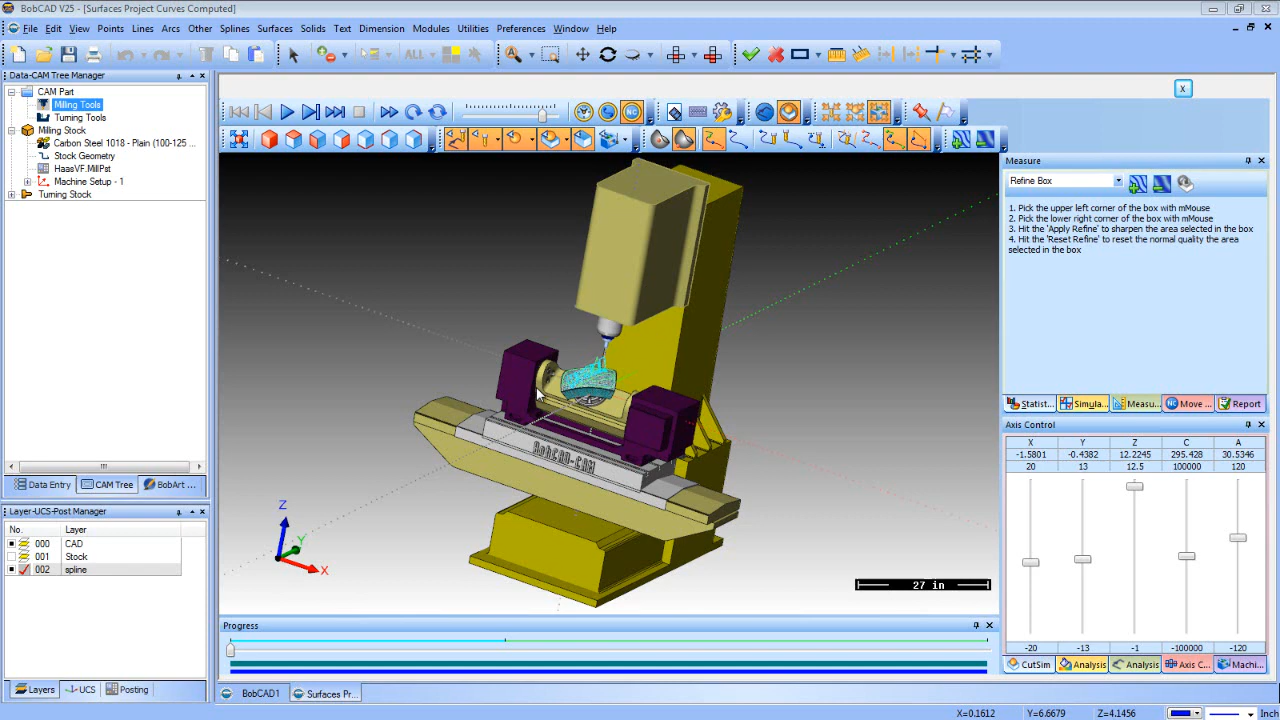 BobCAD V25 - [Surfaces Project Curves Computed]
File Edit View Points Lines Arcs Other Splines Surfaces Solids Text Dimension Modules Utilities Preferences Window Help
ALL
Data-CAM Tree Manager
CAM Part
Milling Tools
Turning Tools
Milling Stock
Carbon Steel 1018 - Plain (100-125 ...
Stock Geometry
HaasVF.MillPst
Machine Setup - 1
Turning Stock
Data Entry CAM Tree BobArt ...
Layer-UCS-Post Manager
No. Layer
000 CAD
001 Stock
002 spline
Layers UCS Posting
X
NC
BobCAD-CAM
Z
Y
X
27 in
Progress
BobCAD1 Surfaces Pr...
Measure
Refine Box
1. Pick the upper left corner of the box with mMouse
2. Pick the lower right corner of the box with mMouse
3. Hit the 'Apply Refine' to sharpen the area selected in the box
4. Hit the 'Reset Refine' to reset the normal quality the area
selected in the box
Statist... Simula... Measu... NC Move ... Report
Axis Control
X Y Z C A
-1.5801 -0.4382 12.2245 295.428 30.5346
20 13 12.5 100000 120
-20 -13 -1 -100000 -120
CutSim Analysis Analysis Axis C... Machi...
X=0.1612 Y=6.6679 Z=4.1456 Inch